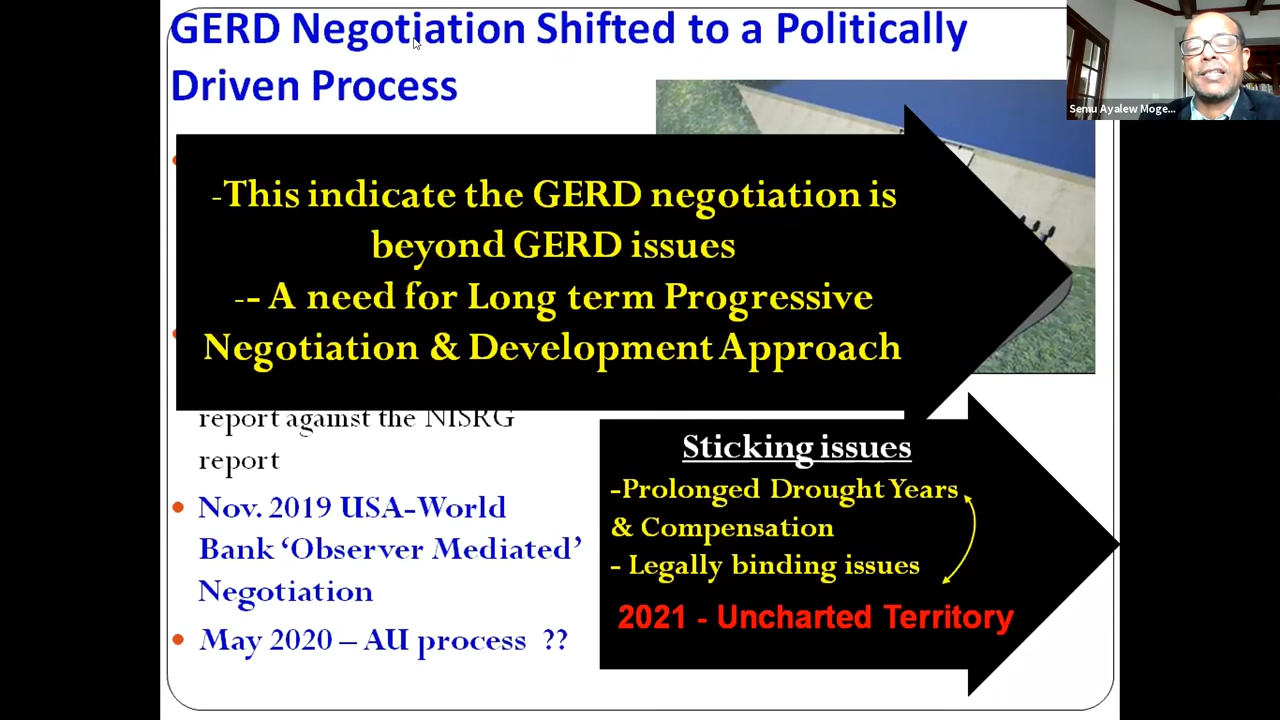 GERD Negotiation Shifted to a Politically
Driven Process
Semu Ayalew Moge...
-This indicate the GERD negotiation is
beyond GERD issues
-- A need for Long term Progressive
Negotiation & Development Approach
report against the NISRG
report
Sticking issues
-Prolonged Drought Years
& Compensation
- Legally binding issues
2021 - Uncharted Territory
• Nov. 2019 USA-World
Bank ‘Observer Mediated’
Negotiation
• May 2020 – AU process ??